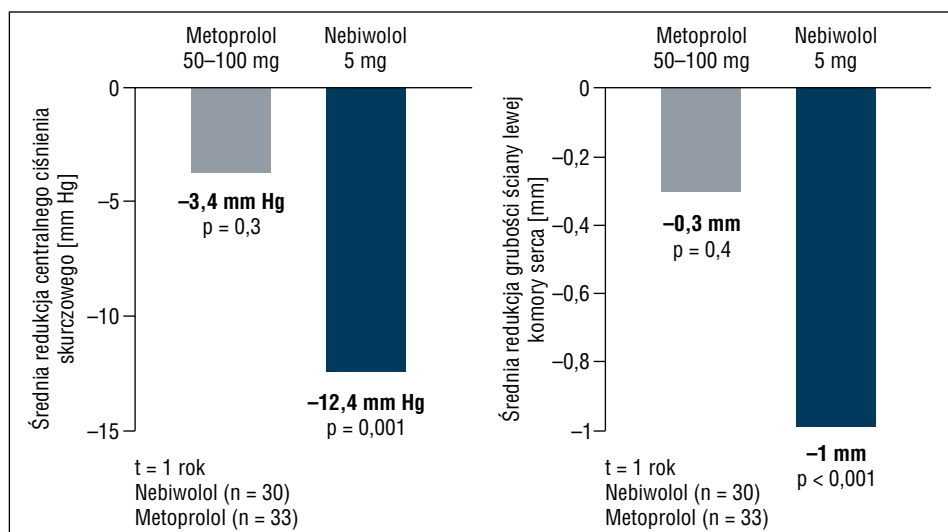 Metoprolol
50–100 mg
Nebiwolol
5 mg
0
–5
–10
–15
Średnia redukcja centralnego ciśnienia
skurczowego [mm Hg]
–3,4 mm Hg
p = 0,3
–12,4 mm Hg
p = 0,001
t = 1 rok
Nebiwolol (n = 30)
Metoprolol (n = 33)
Metoprolol
50–100 mg
Nebiwolol
5 mg
0
–0,2
–0,4
–0,6
–0,8
–1
Średnia redukcja grubości ściany lewej
komory serca [mm]
–0,3 mm
p = 0,4
–1 mm
p < 0,001
t = 1 rok
Nebiwolol (n = 30)
Metoprolol (n = 33)